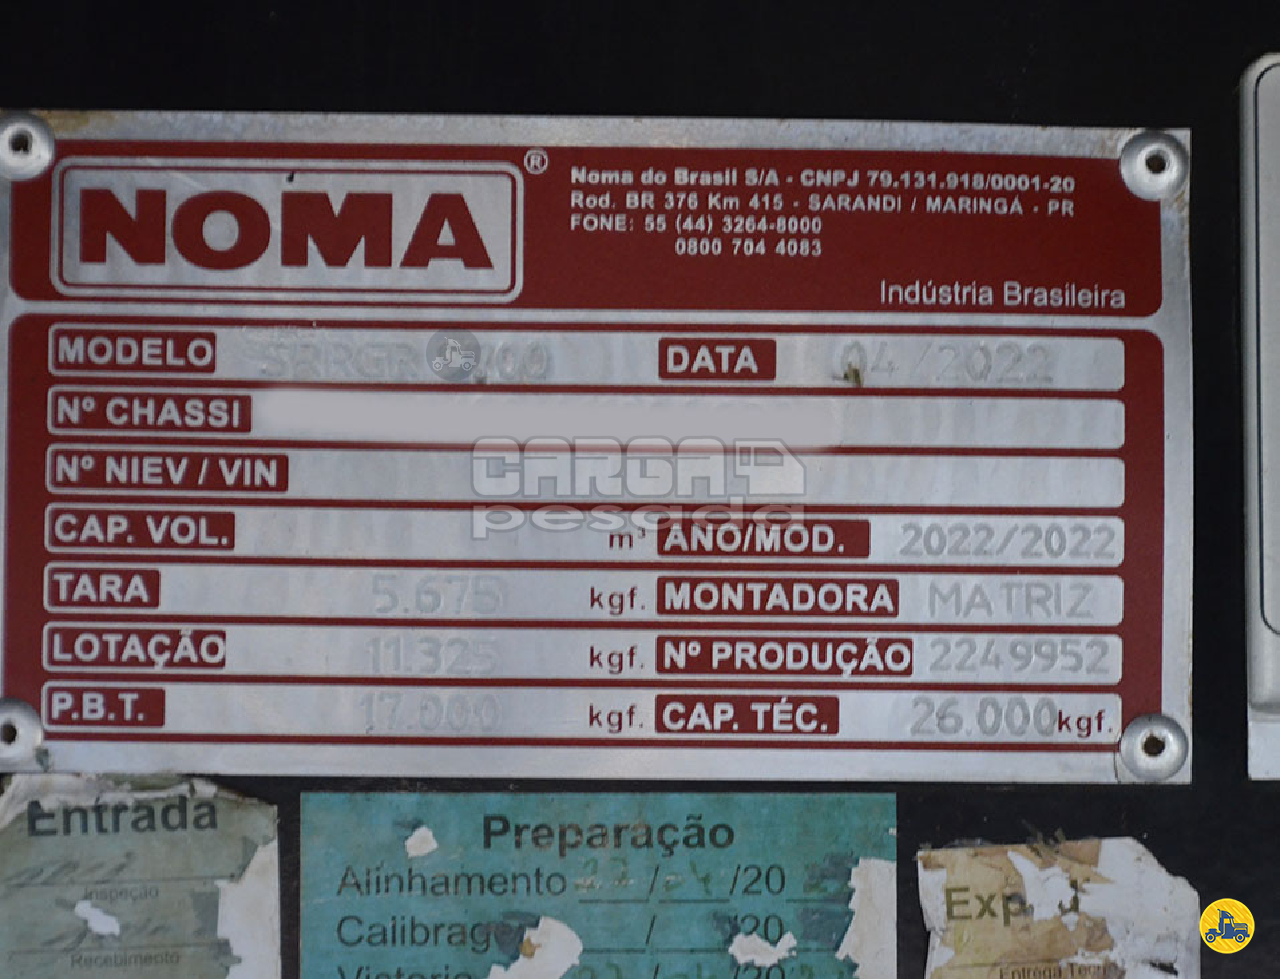 NOMA®
Noma do Brasil S/A - CNPJ 79.131.918/0001-20
Rod. BR 376 Km 415 - SARANDI / MARINGÁ - PR
FONE: 55 (44) 3264-8000
0800 704 4083
Indústria Brasileira
MODELO DATA 04/2022
Nº CHASSI
Nº NIEV / VIN
CARGA
pesada
CAP. VOL. m³ ANO/MOD. 2022/2022
TARA 5.675 kgf. MONTADORA MATRIZ
LOTAÇÃO 11.325 kgf. Nº PRODUÇÃO 2249952
P.B.T. 17.000 kgf. CAP. TÉC. 26.000 kgf.
Entrada
Inspeção
Recebimento
Preparação
Alinhamento / /20
/ /20
Entrega